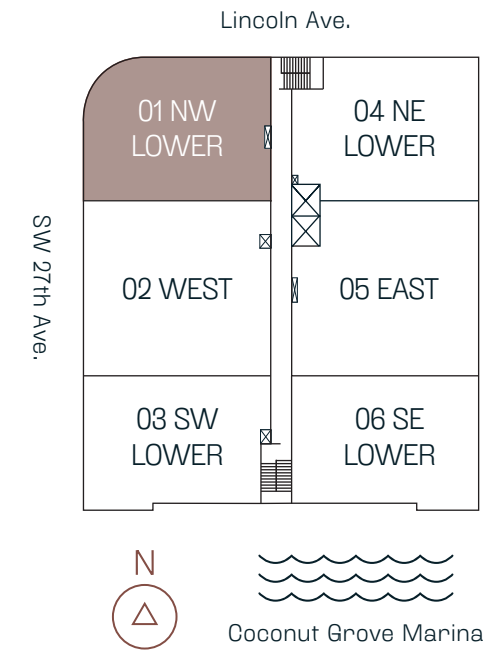 Lincoln Ave.
01 NW
LOWER
04 NE
LOWER
SW 27th Ave.
02 WEST
05 EAST
03 SW
LOWER
06 SE
LOWER
N
Coconut Grove Marina